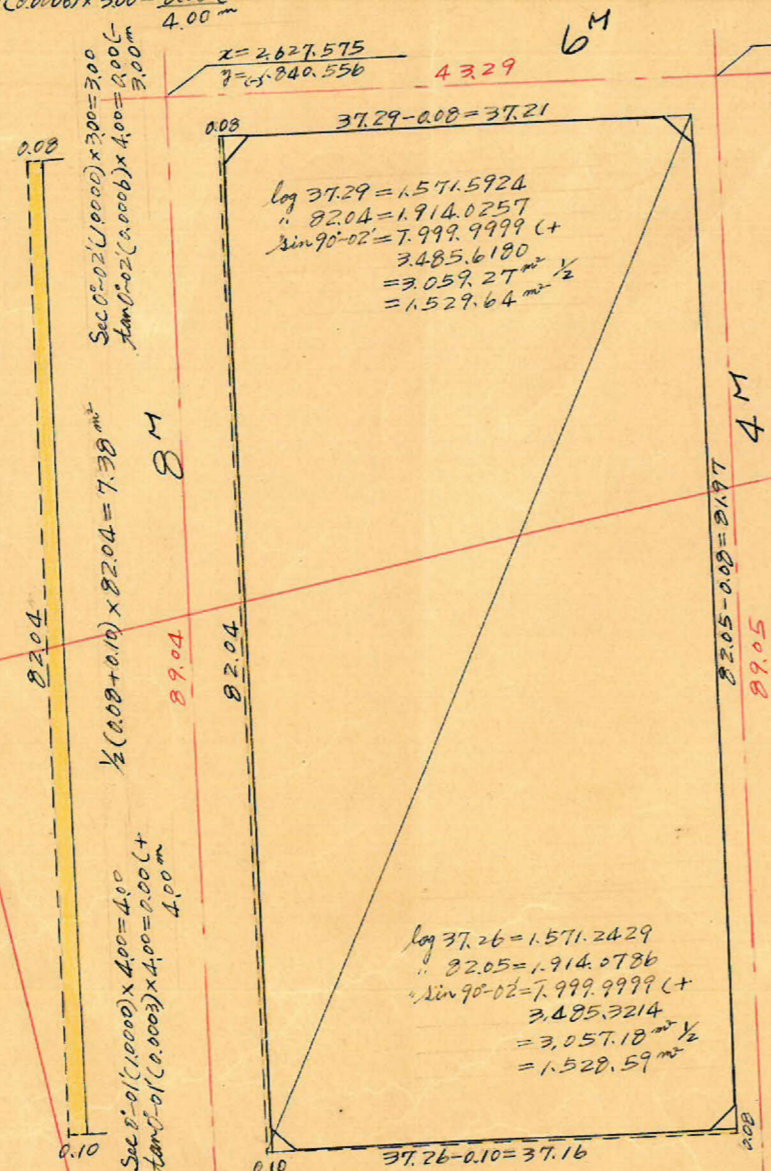 4.00 m
x = 2.627.575
y = (-).840.556
6M
43.29
Sec 0°-02' (1.0000) x 3.00 = 3.00
tan 0°-02' (0.0006) x 4.00 = 0.00 (-
3.00 m
0.08
0.08
37.29-0.08=37.21
log 37.29 = 1.571.5924
" 82.04 = 1.914.0257
sin 90°-02' = 1̅.999.9999 (+
3.485.6180
= 3.059.27 m² ½
= 1.529.64 m²
8M
4M
½ (0.08+0.10) x 82.04 = 7.38 m²
82.04
89.04
82.04
82.05-0.08=81.97
89.05
Sec 0°-01' (1.0000) x 4.00 = 4.00
tan 0°-01' (0.0003) x 4.00 = 0.00 (+
4.00 m
log 37.26 = 1.571.2429
" 82.05 = 1.914.0786
" sin 90°-02' = 1̅.999.9999 (+
3.485.3214
= 3,057.18 m² ½
= 1.528.59 m²
0.10
0.10
37.26-0.10=37.16
0.08